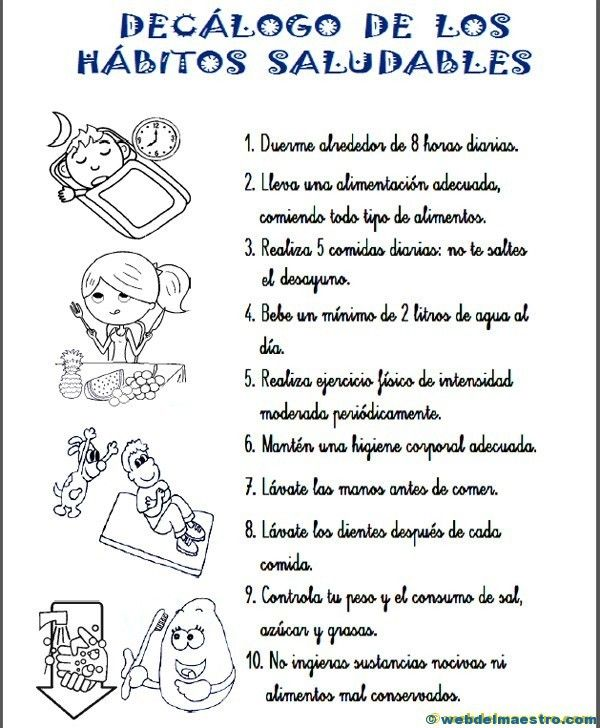 DECÁLOGO DE LOS
HÁBITOS SALUDABLES
1. Duerme alrededor de 8 horas diarias.
2. Lleva una alimentación adecuada,
comiendo todo tipo de alimentos.
3. Realiza 5 comidas diarias: no te saltes
el desayuno.
4. Bebe un mínimo de 2 litros de agua al
día.
5. Realiza ejercicio físico de intensidad
moderada periódicamente.
6. Mantén una higiene corporal adecuada.
7. Lávate las manos antes de comer.
8. Lávate los dientes después de cada
comida.
9. Controla tu peso y el consumo de sal,
azúcar y grasas.
10. No ingieras sustancias nocivas ni
alimentos mal conservados.
© webdelmaestro.com